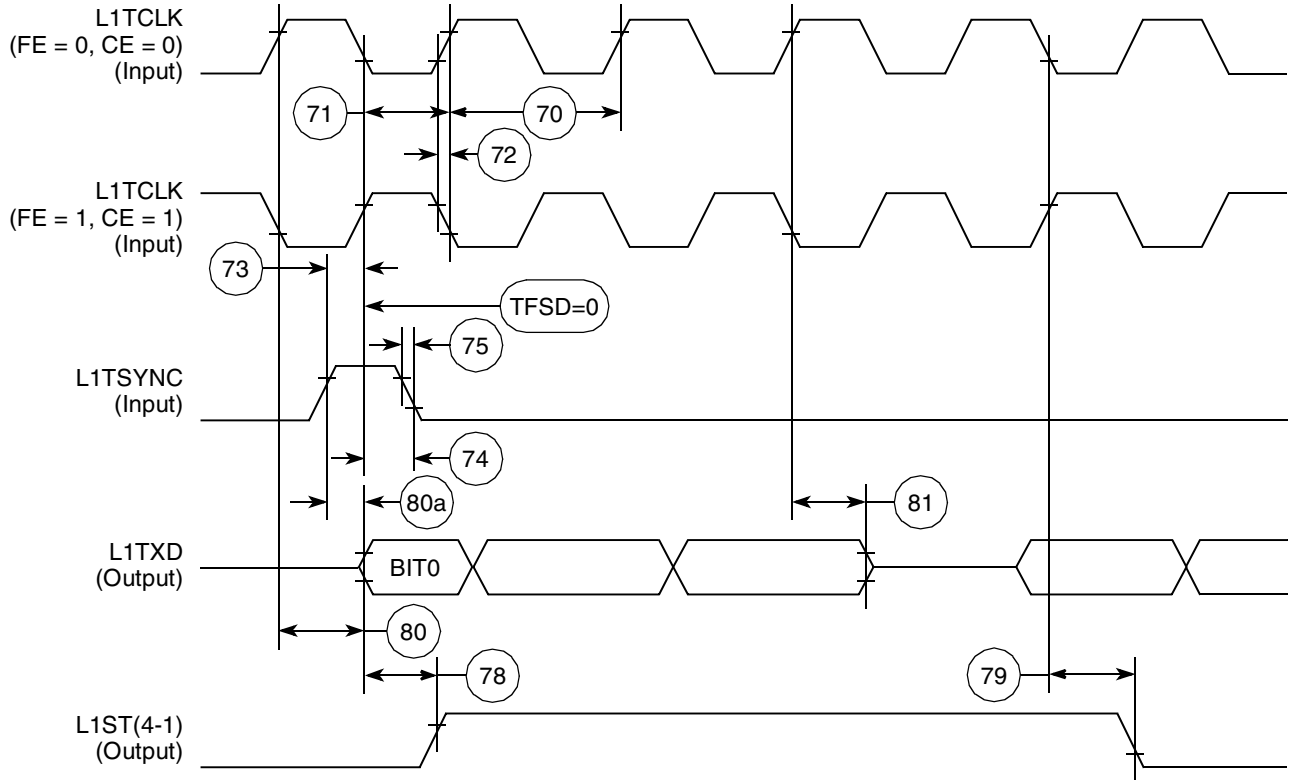 L1TCLK
(FE = 0, CE = 0)
(Input)
71
70
72
L1TCLK
(FE = 1, CE = 1)
(Input)
73
TFSD=0
75
L1TSYNC
(Input)
74
80a
81
L1TXD
(Output)
BIT0
80
78
79
L1ST(4-1)
(Output)